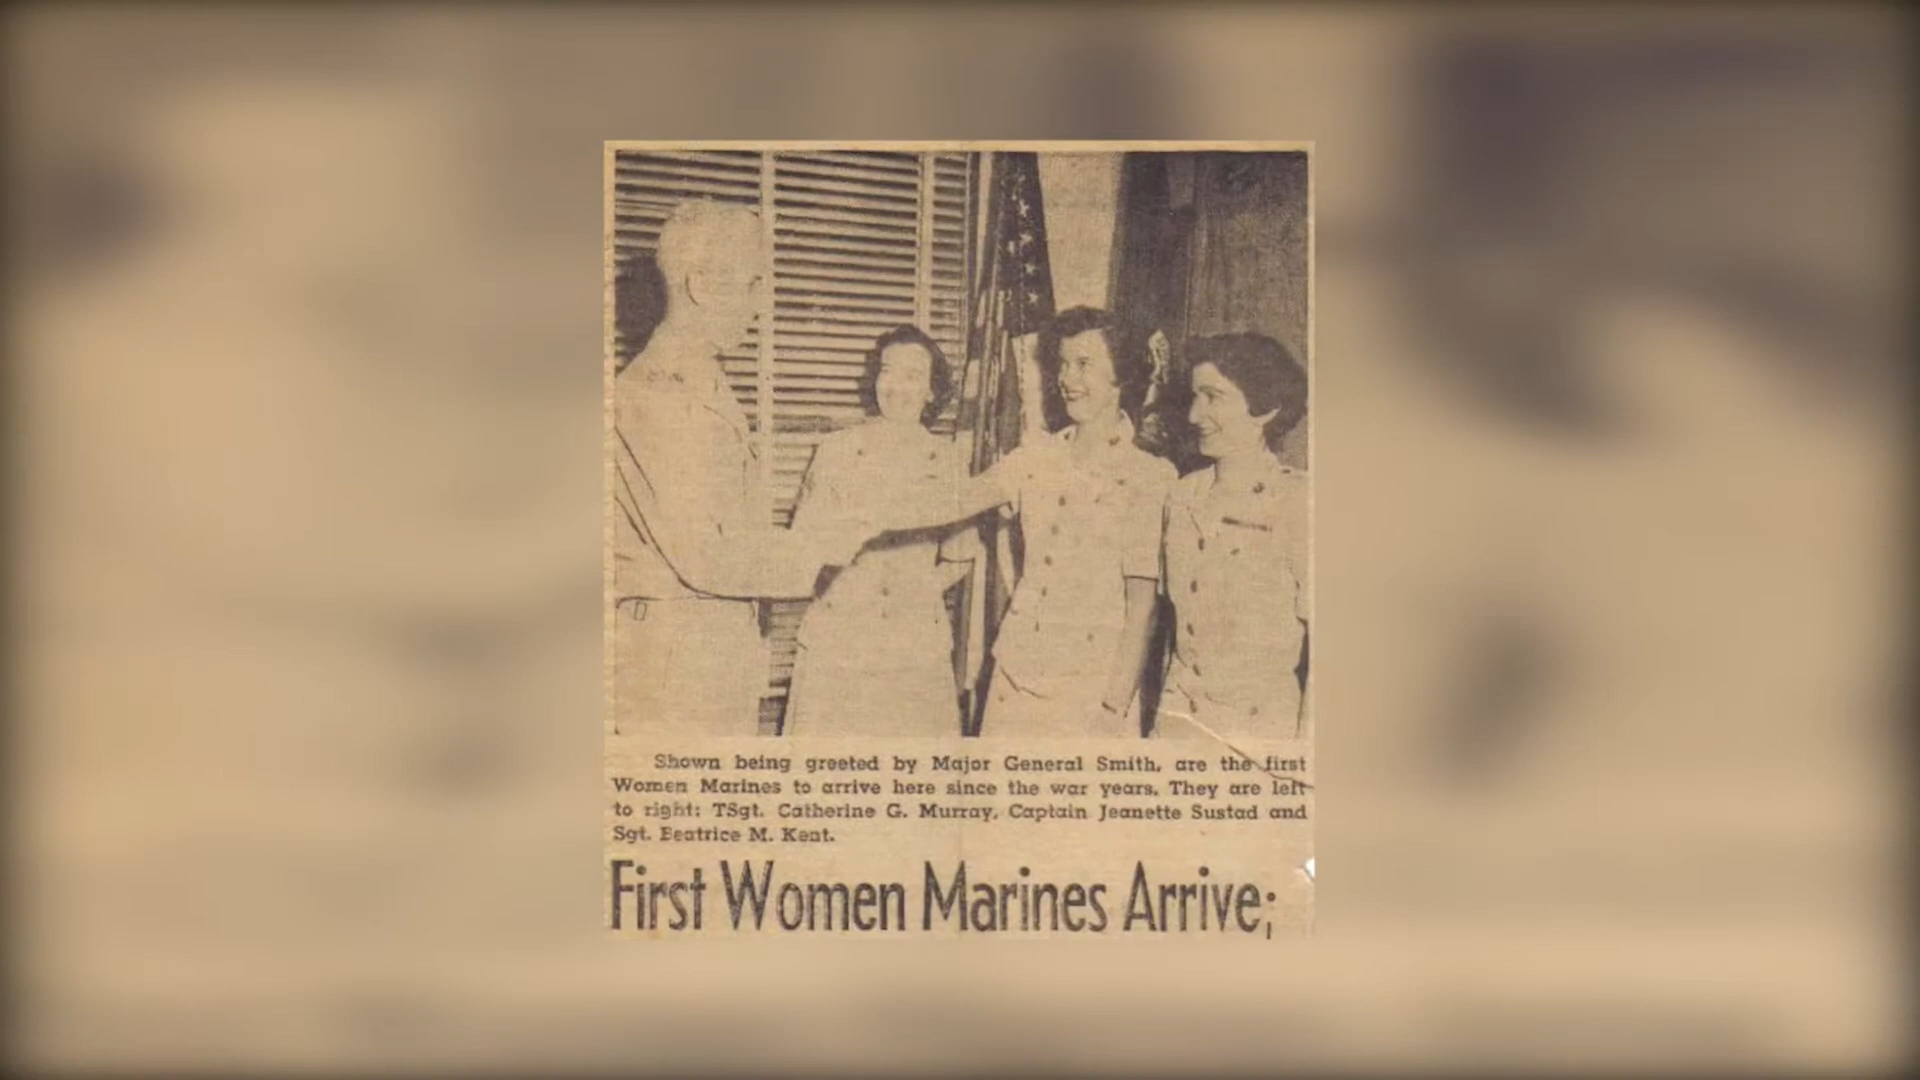 Shown being greeted by Major General Smith, are the first
Women Marines to arrive here since the war years. They are left
to right: TSgt. Catherine G. Murray, Captain Jeanette Sustad and
Sgt. Beatrice M. Kent.
First Women Marines Arrive;